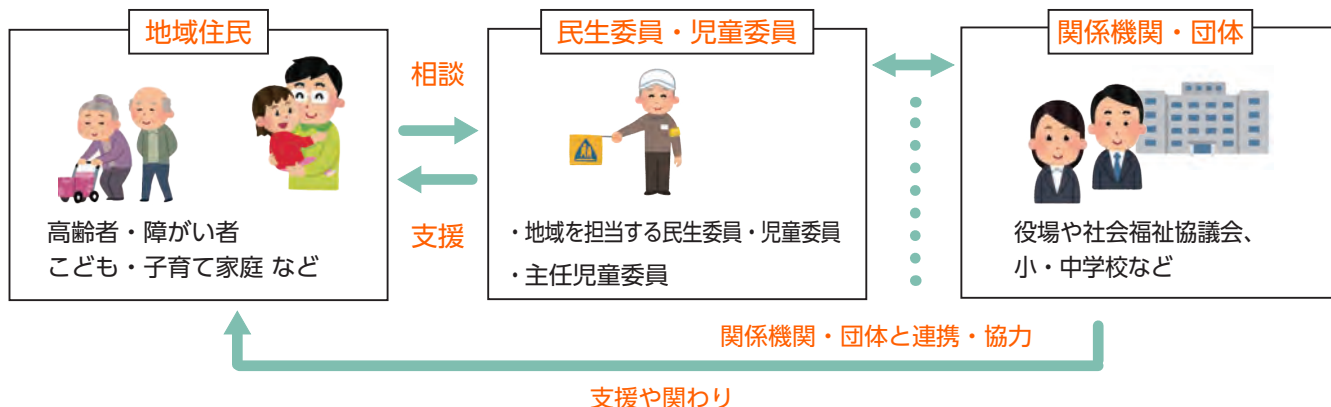 地域住民
高齢者・障がい者
こども・子育て家庭 など
相談
支援
民生委員・児童委員
・地域を担当する民生委員・児童委員
・主任児童委員
関係機関・団体
役場や社会福祉協議会、
小・中学校など
関係機関・団体と連携・協力
支援や関わり